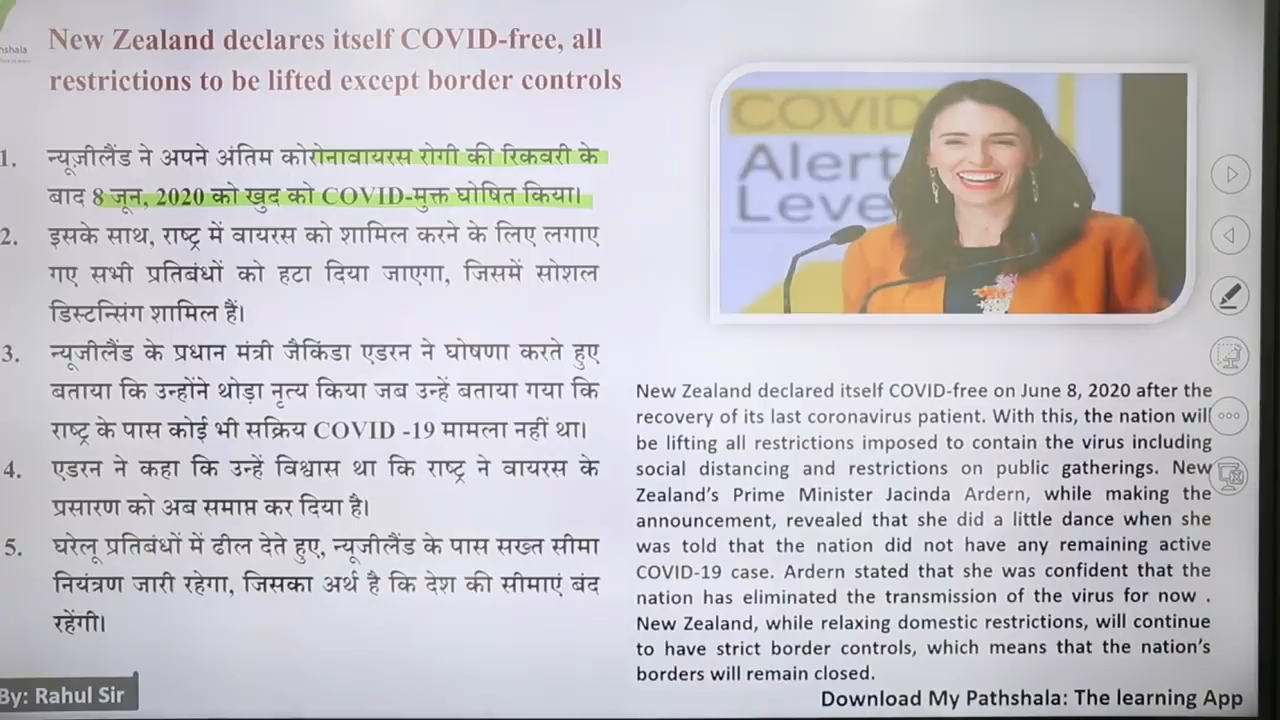 nshala
New Zealand declares itself COVID-free, all
restrictions to be lifted except border controls
1. न्यूज़ीलैंड ने अपने अंतिम कोरोनावायरस रोगी की रिकवरी के
बाद 8 जून, 2020 को खुद को COVID-मुक्त घोषित किया।
2. इसके साथ, राष्ट्र में वायरस को शामिल करने के लिए लगाए
गए सभी प्रतिबंधों को हटा दिया जाएगा, जिसमें सोशल
डिस्टन्सिंग शामिल हैं।
3. न्यूजीलैंड के प्रधान मंत्री जैकिंडा एडरन ने घोषणा करते हुए
बताया कि उन्होंने थोड़ा नृत्य किया जब उन्हें बताया गया कि
राष्ट्र के पास कोई भी सक्रिय COVID -19 मामला नहीं था।
4. एडरन ने कहा कि उन्हें विश्वास था कि राष्ट्र ने वायरस के
प्रसारण को अब समाप्त कर दिया है।
5. घरेलू प्रतिबंधों में ढील देते हुए, न्यूजीलैंड के पास सख्त सीमा
नियंत्रण जारी रहेगा, जिसका अर्थ है कि देश की सीमाएं बंद
रहेंगी।
COVID
Alert
Leve
New Zealand declared itself COVID-free on June 8, 2020 after the
recovery of its last coronavirus patient. With this, the nation will
be lifting all restrictions imposed to contain the virus including
social distancing and restrictions on public gatherings. New
Zealand's Prime Minister Jacinda Ardern, while making the
announcement, revealed that she did a little dance when she
was told that the nation did not have any remaining active
COVID-19 case. Ardern stated that she was confident that the
nation has eliminated the transmission of the virus for now .
New Zealand, while relaxing domestic restrictions, will continue
to have strict border controls, which means that the nation's
borders will remain closed.
By: Rahul Sir
Download My Pathshala: The learning App